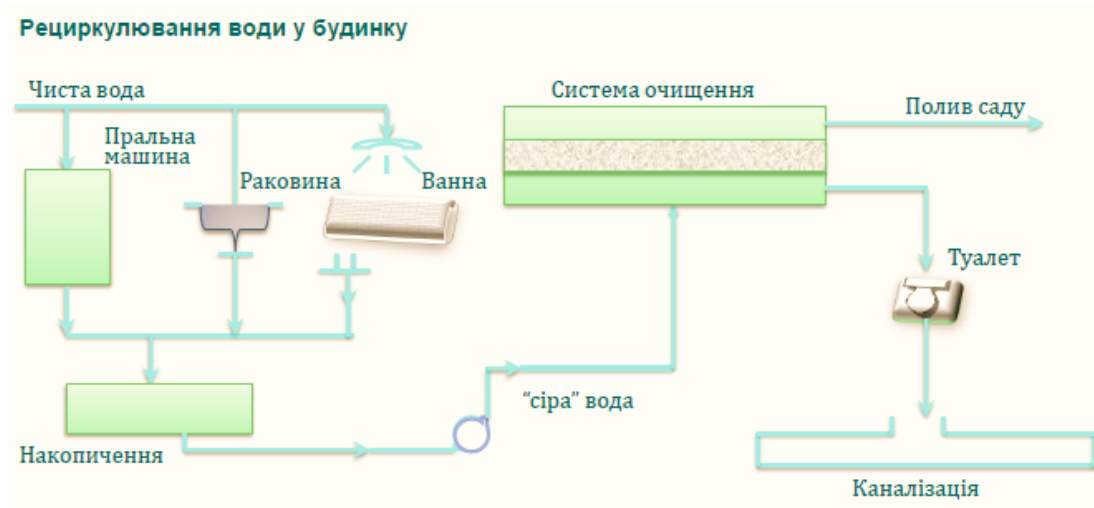 Рециркулювання води у будинку
Чиста вода
Система очищення
Полив саду
Пральна
машина
Раковина
Ванна
Туалет
“сіра” вода
Накопичення
Каналізація